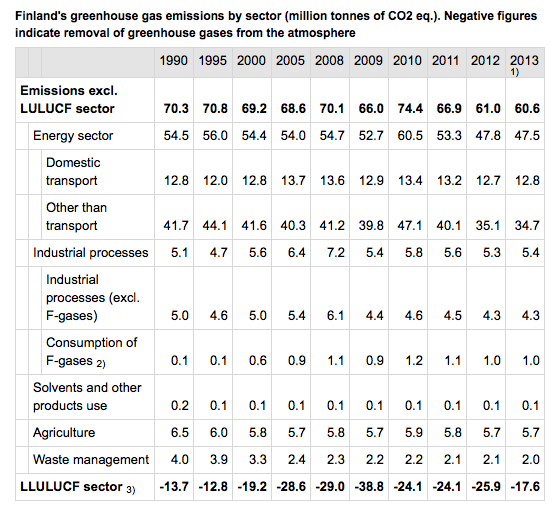 Finland's greenhouse gas emissions by sector (million tonnes of CO2 eq.). Negative figures
indicate removal of greenhouse gases from the atmosphere
1990 1995 2000 2005 2008 2009 2010 2011 2012 2013
1)
Emissions excl.
LULUCF sector 70.3 70.8 69.2 68.6 70.1 66.0 74.4 66.9 61.0 60.6
Energy sector 54.5 56.0 54.4 54.0 54.7 52.7 60.5 53.3 47.8 47.5
Domestic
transport 12.8 12.0 12.8 13.7 13.6 12.9 13.4 13.2 12.7 12.8
Other than
transport 41.7 44.1 41.6 40.3 41.2 39.8 47.1 40.1 35.1 34.7
Industrial processes 5.1 4.7 5.6 6.4 7.2 5.4 5.8 5.6 5.3 5.4
Industrial
processes (excl.
F-gases) 5.0 4.6 5.0 5.4 6.1 4.4 4.6 4.5 4.3 4.3
Consumption of
F-gases 2) 0.1 0.1 0.6 0.9 1.1 0.9 1.2 1.1 1.0 1.0
Solvents and other
products use 0.2 0.1 0.1 0.1 0.1 0.1 0.1 0.1 0.1 0.1
Agriculture 6.5 6.0 5.8 5.7 5.8 5.7 5.9 5.8 5.7 5.7
Waste management 4.0 3.9 3.3 2.4 2.3 2.2 2.2 2.1 2.1 2.0
LLULUCF sector 3) -13.7 -12.8 -19.2 -28.6 -29.0 -38.8 -24.1 -24.1 -25.9 -17.6